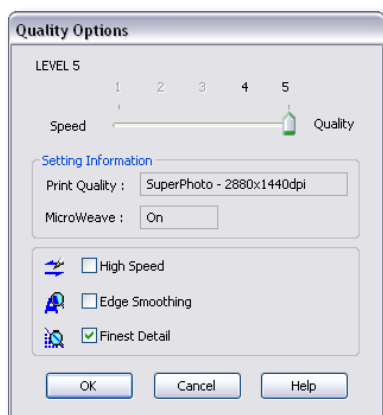 Quality Options
LEVEL 5
1 2 3 4 5
Speed Quality
Setting Information
Print Quality : SuperPhoto - 2880x1440dpi
MicroWeave : On
High Speed
Edge Smoothing
Finest Detail
OK Cancel Help